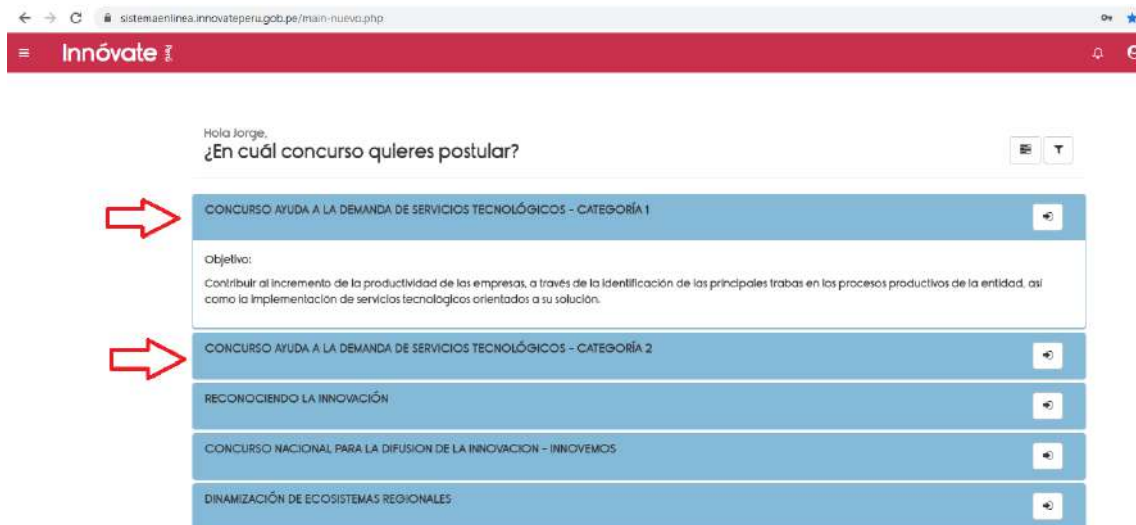 sistemaenlinea.innovateperu.gob.pe/main-nuevo.php
Innóvate Perú
Hola Jorge,
¿En cuál concurso quieres postular?
CONCURSO AYUDA A LA DEMANDA DE SERVICIOS TECNOLÓGICOS - CATEGORÍA 1
Objetivo:
Contribuir al incremento de la productividad de las empresas, a través de la identificación de las principales trabas en los procesos productivos de la entidad, así
como la implementación de servicios tecnológicos orientados a su solución.
CONCURSO AYUDA A LA DEMANDA DE SERVICIOS TECNOLÓGICOS - CATEGORÍA 2
RECONOCIENDO LA INNOVACIÓN
CONCURSO NACIONAL PARA LA DIFUSION DE LA INNOVACION - INNOVEMOS
DINAMIZACIÓN DE ECOSISTEMAS REGIONALES